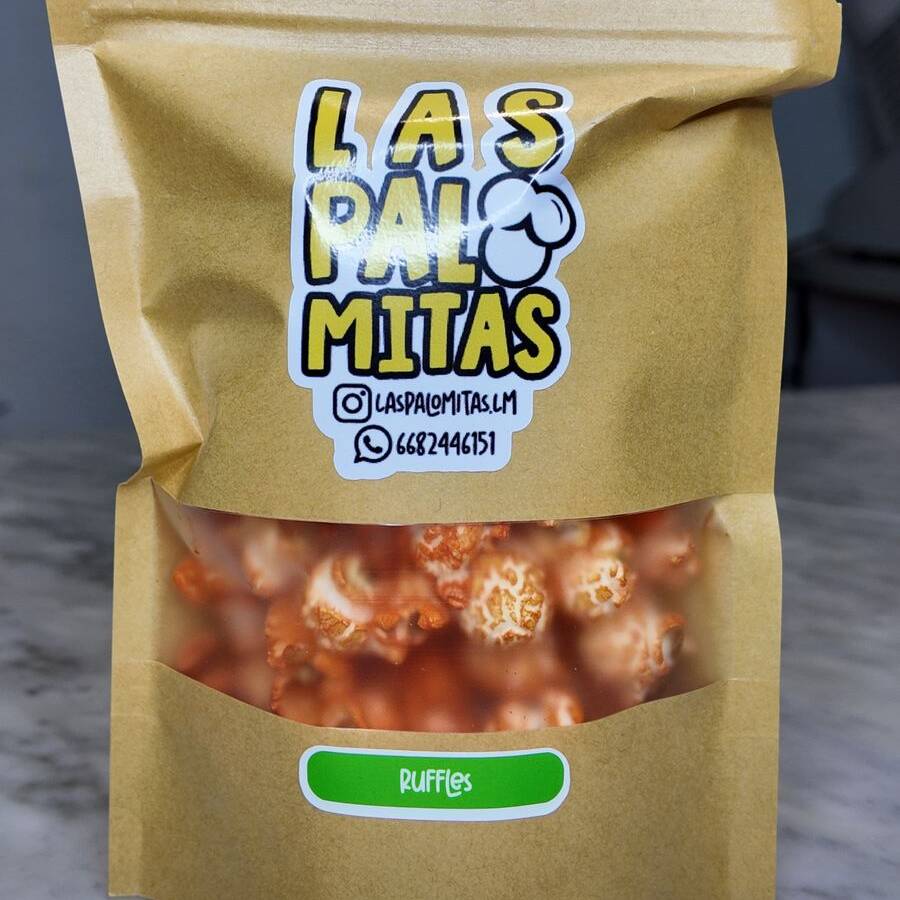 LAS
PALO
MITAS
LASPALOMITAS.LM
6682446151
RUFFLes